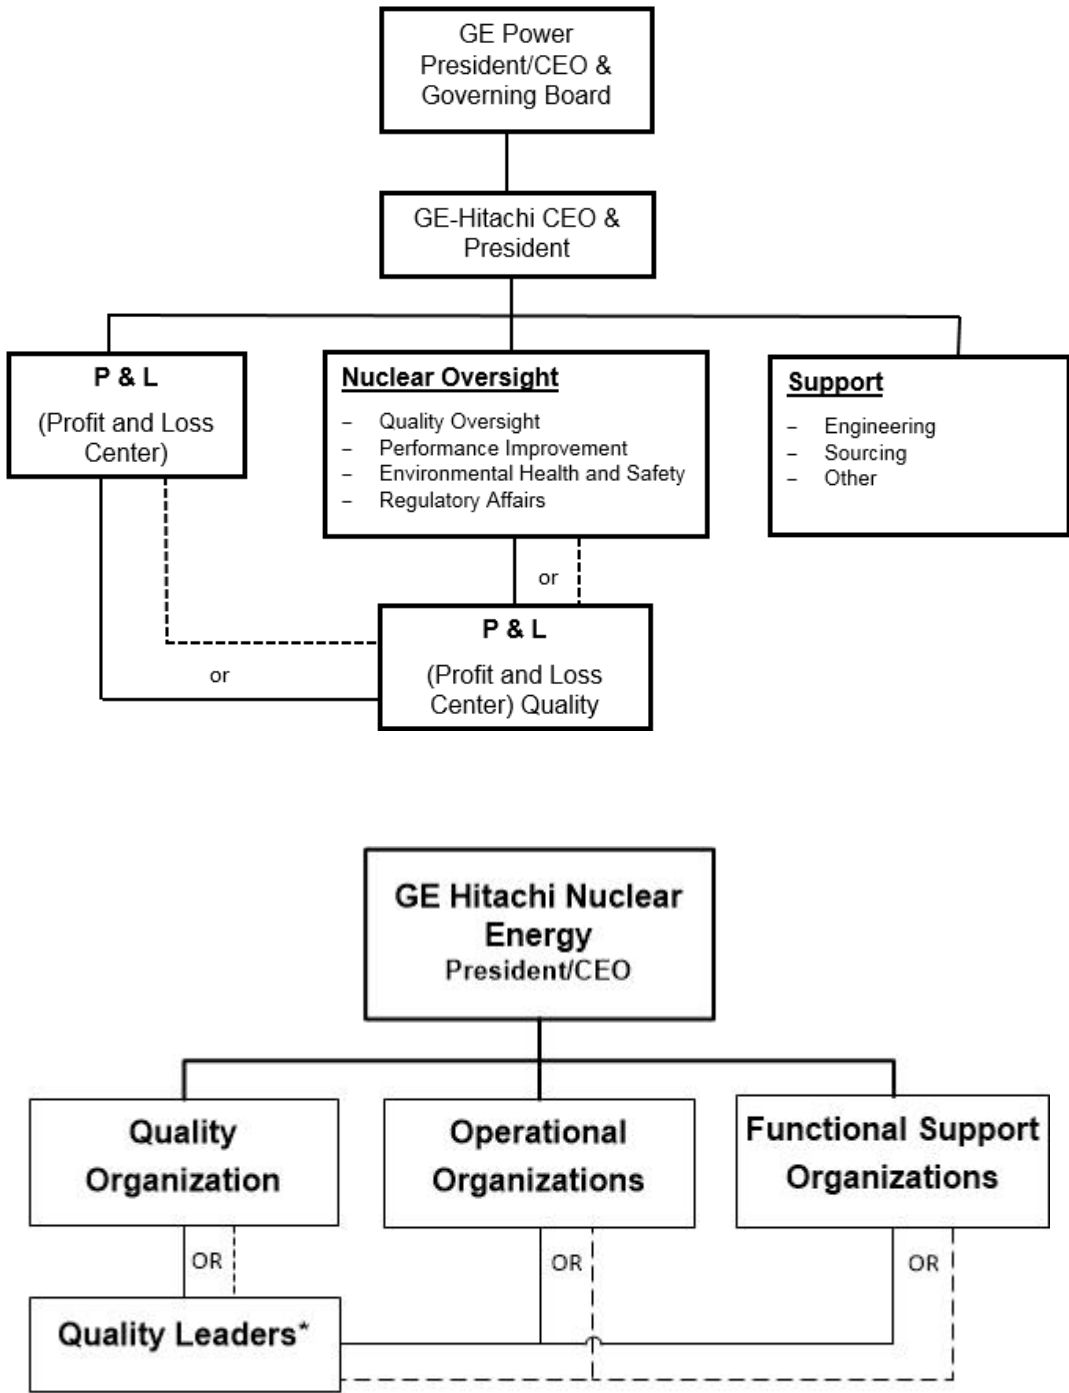 GE Power
President/CEO &
Governing Board
GE-Hitachi CEO &
President
P & L
(Profit and Loss
Center)
Nuclear Oversight
– Quality Oversight
– Performance Improvement
– Environmental Health and Safety
– Regulatory Affairs
Support
– Engineering
– Sourcing
– Other
or
P & L
(Profit and Loss
Center) Quality
or
GE Hitachi Nuclear
Energy
President/CEO
Quality
Organization
Operational
Organizations
Functional Support
Organizations
OR
OR
OR
Quality Leaders*